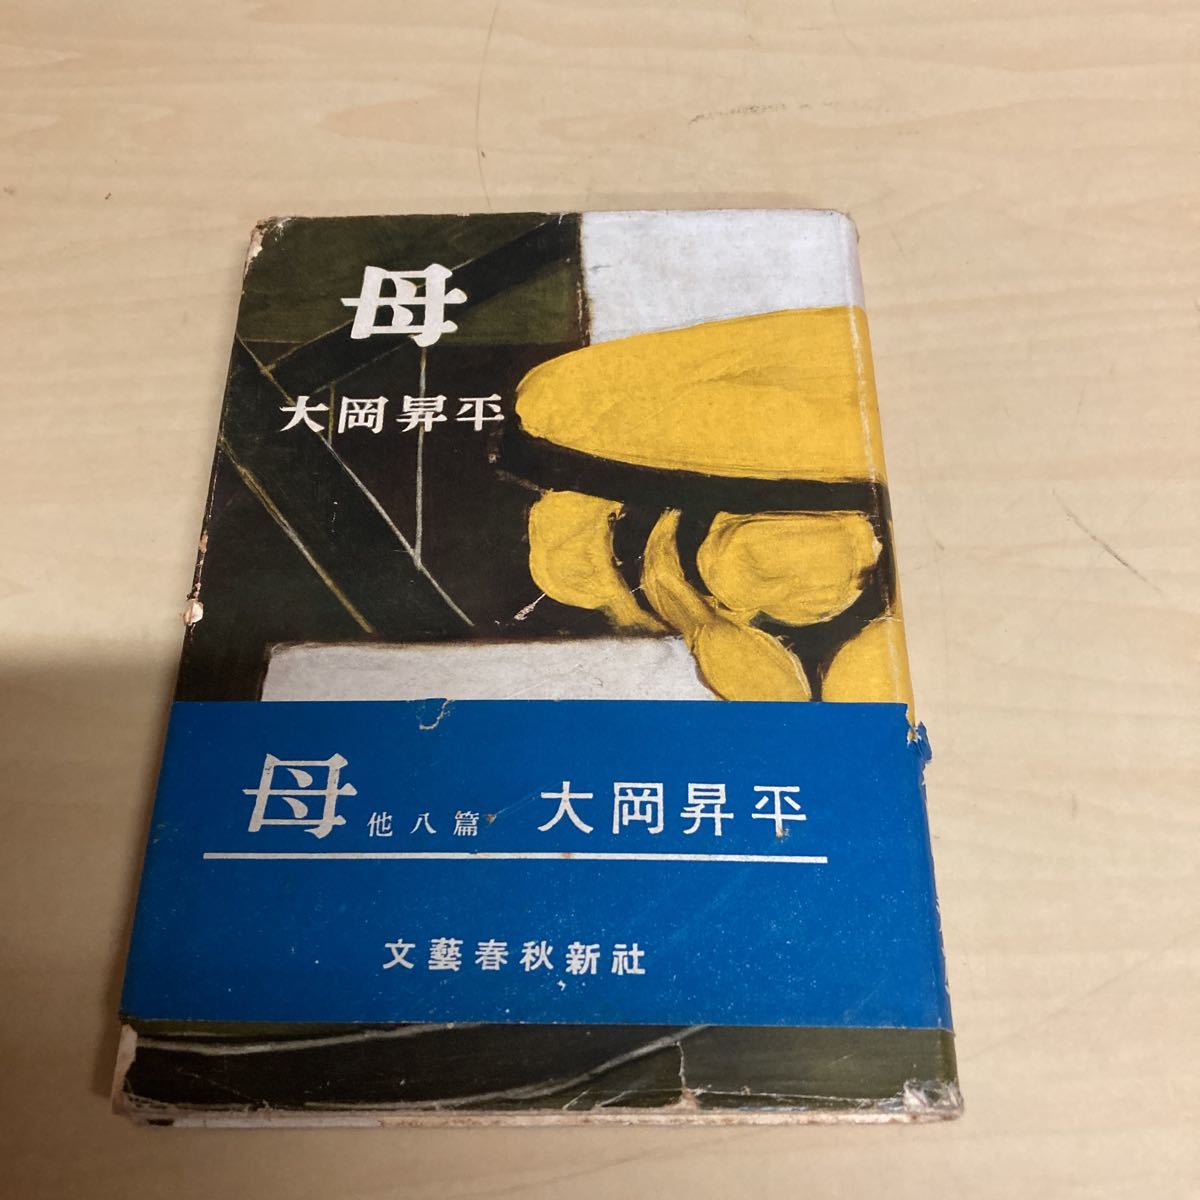 母
大岡昇平
母 他八篇 大岡昇平
文藝春秋新社